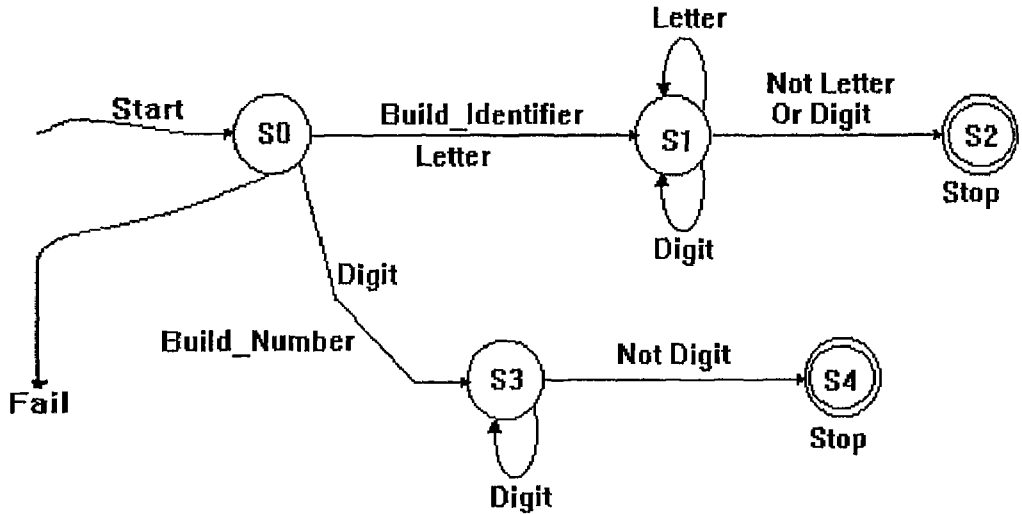 Letter
Start
S0
Build_Identifier
Letter
S1
Not Letter
Or Digit
S2
Stop
Digit
Digit
Build_Number
S3
Not Digit
S4
Stop
Fail
Digit